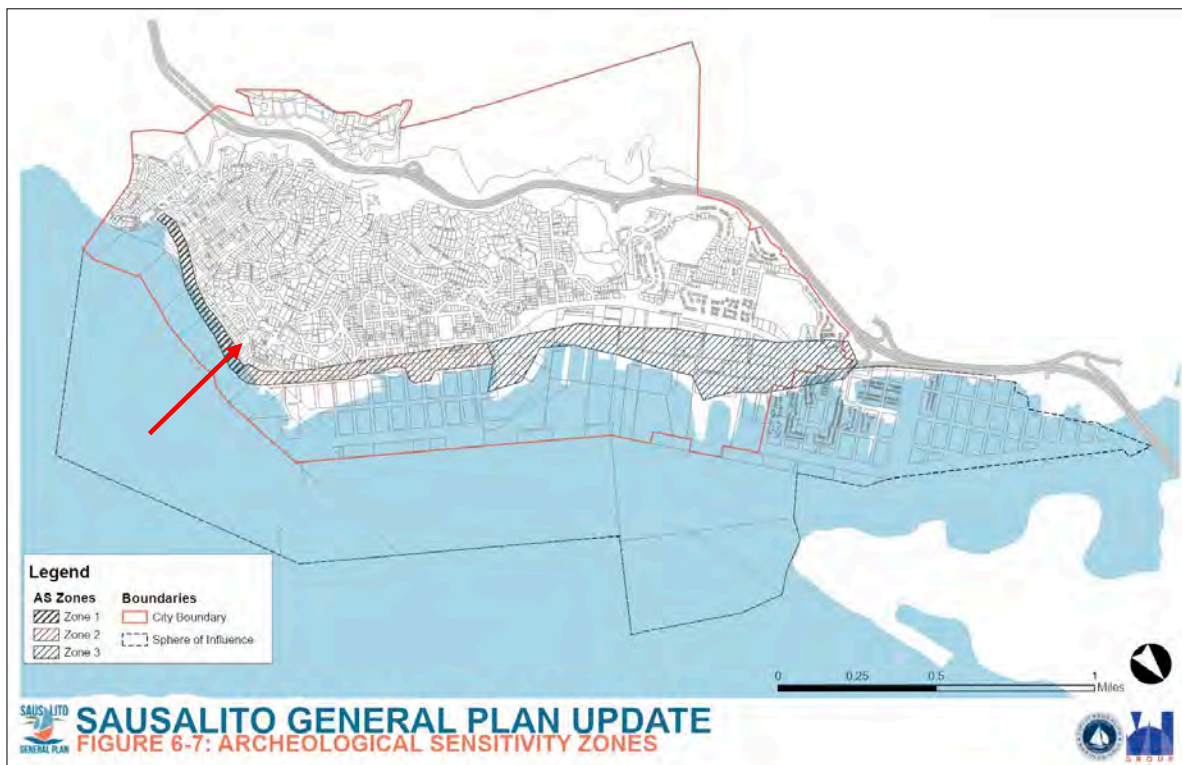 Legend
AS Zones
Zone 1
Zone 2
Zone 3
Boundaries
City Boundary
Sphere of Influence
0 0.25 0.5 1
Miles
SAUSALITO
GENERAL PLAN
SAUSALITO GENERAL PLAN UPDATE
FIGURE 6-7: ARCHEOLOGICAL SENSITIVITY ZONES
GROUP